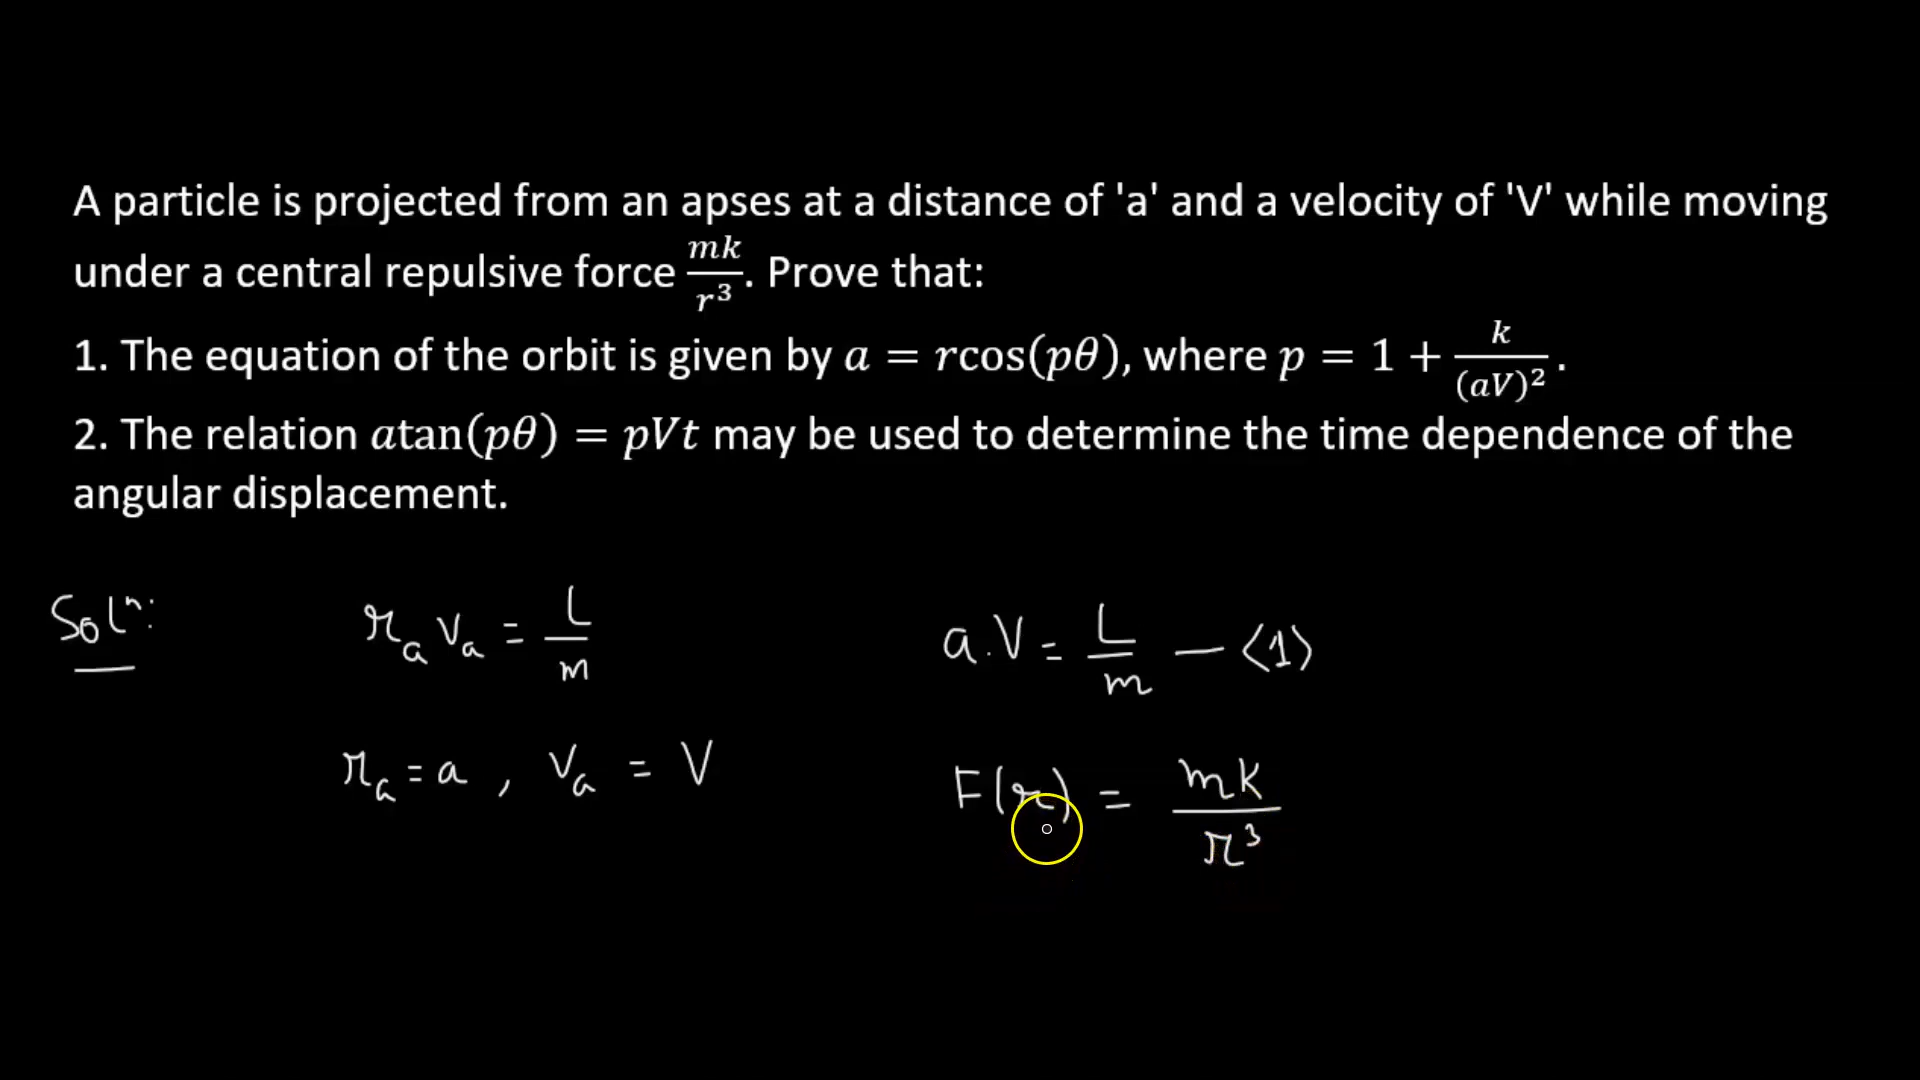 A particle is projected from an apses at a distance of 'a' and a velocity of 'V' while moving
under a central repulsive force mk/r³. Prove that:
1. The equation of the orbit is given by a = rcos(pθ), where p = 1 + k/(aV)².
2. The relation atan(pθ) = pVt may be used to determine the time dependence of the
angular displacement.
Solⁿ: r_a v_a = L/m a.V = L/m — ⟨1⟩
r_a = a , v_a = V F(r) = mk/r³